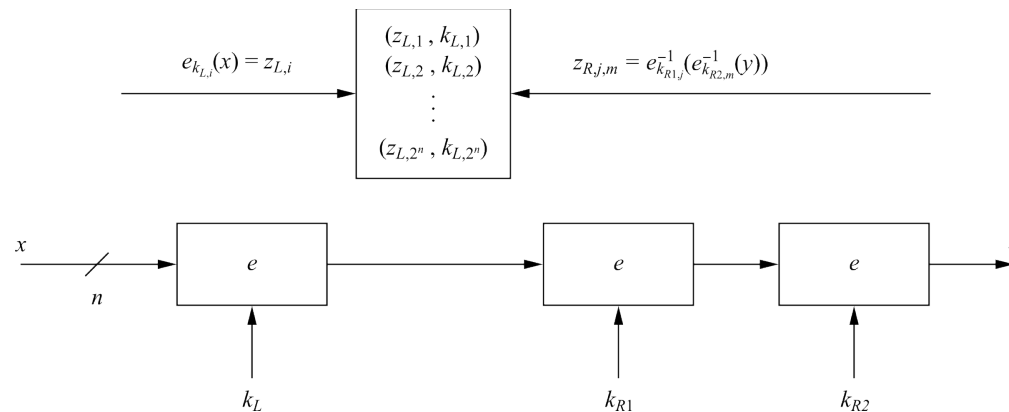 e_{k_{L,i}}(x) = z_{L,i}
(z_{L,1} , k_{L,1})
(z_{L,2} , k_{L,2})
⋮
(z_{L,2^n} , k_{L,2^n})
z_{R,j,m} = e^{-1}_{k_{R1,j}}(e^{-1}_{k_{R2,m}}(y))
x
n
e
e
e
k_L
k_{R1}
k_{R2}